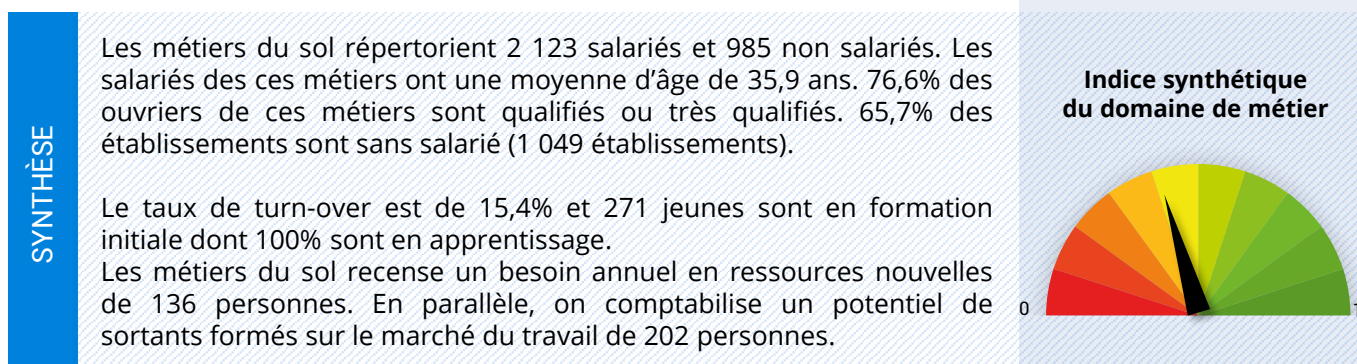 SYNTHÈSE
Les métiers du sol répertorient 2 123 salariés et 985 non salariés. Les
salariés des ces métiers ont une moyenne d’âge de 35,9 ans. 76,6% des
ouvriers de ces métiers sont qualifiés ou très qualifiés. 65,7% des
établissements sont sans salarié (1 049 établissements).
Le taux de turn-over est de 15,4% et 271 jeunes sont en formation
initiale dont 100% sont en apprentissage.
Les métiers du sol recense un besoin annuel en ressources nouvelles
de 136 personnes. En parallèle, on comptabilise un potentiel de
sortants formés sur le marché du travail de 202 personnes.
Indice synthétique
du domaine de métier
0